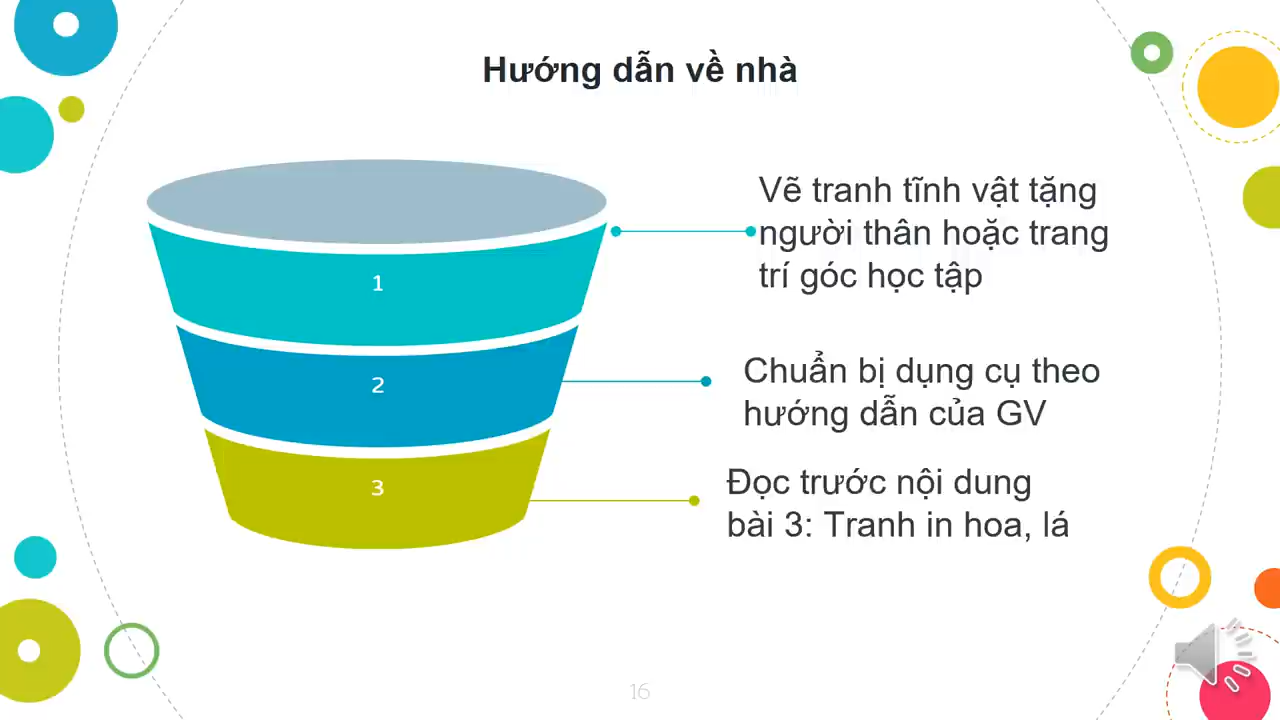 Hướng dẫn về nhà
1
Vẽ tranh tĩnh vật tặng
người thân hoặc trang
trí góc học tập
2
Chuẩn bị dụng cụ theo
hướng dẫn của GV
3
Đọc trước nội dung
bài 3: Tranh in hoa, lá
16